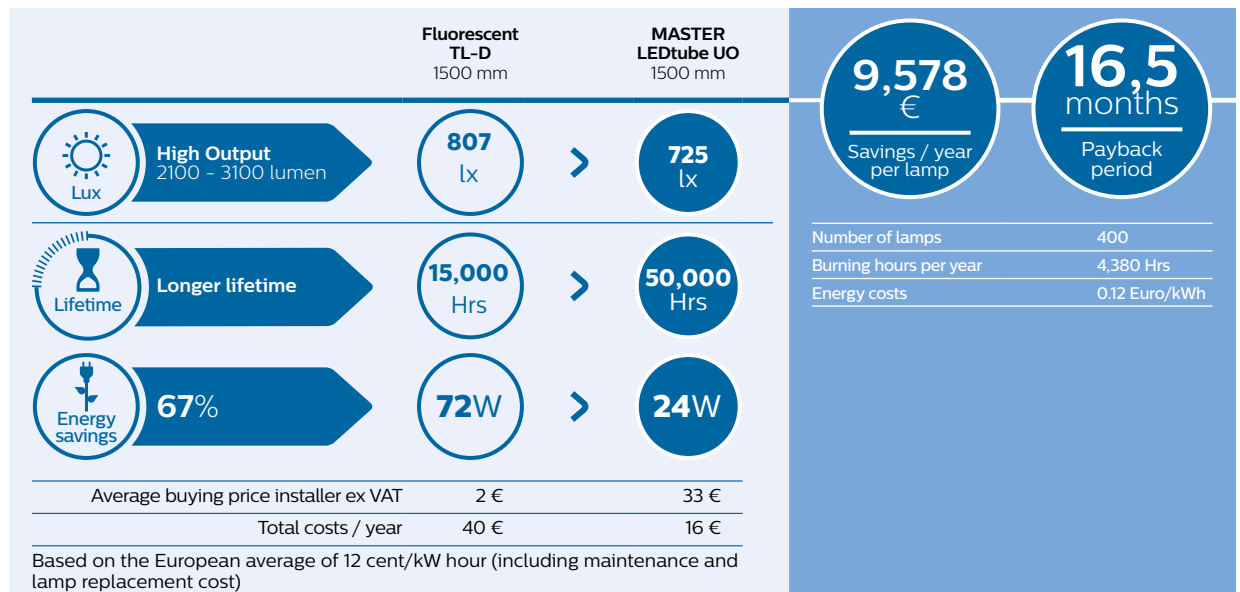 Fluorescent
TL-D
1500 mm
MASTER
LEDtube UO
1500 mm
Lux
High Output
2100 - 3100 lumen
807
lx
>
725
lx
Lifetime
Longer lifetime
15,000
Hrs
>
50,000
Hrs
Energy
savings
67%
72W
>
24W
Average buying price installer ex VAT 2 € 33 €
Total costs / year 40 € 16 €
Based on the European average of 12 cent/kW hour (including maintenance and
lamp replacement cost)
9,578
€
Savings / year
per lamp
16,5
months
Payback
period
Number of lamps 400
Burning hours per year 4,380 Hrs
Energy costs 0.12 Euro/kWh